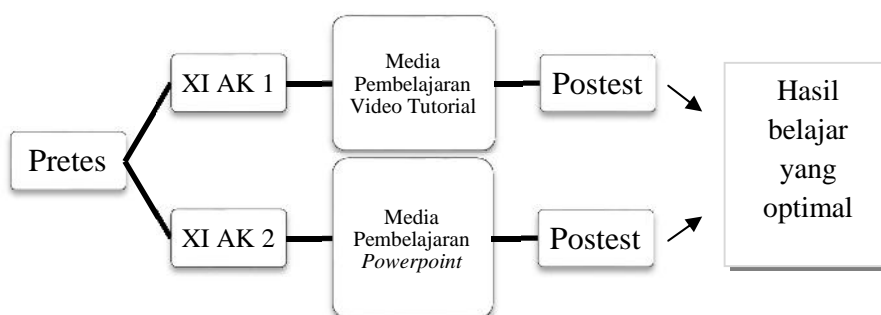 Pretes
XI AK 1
Media
Pembelajaran
Video Tutorial
Postest
XI AK 2
Media
Pembelajaran
Powerpoint
Postest
Hasil
belajar
yang
optimal